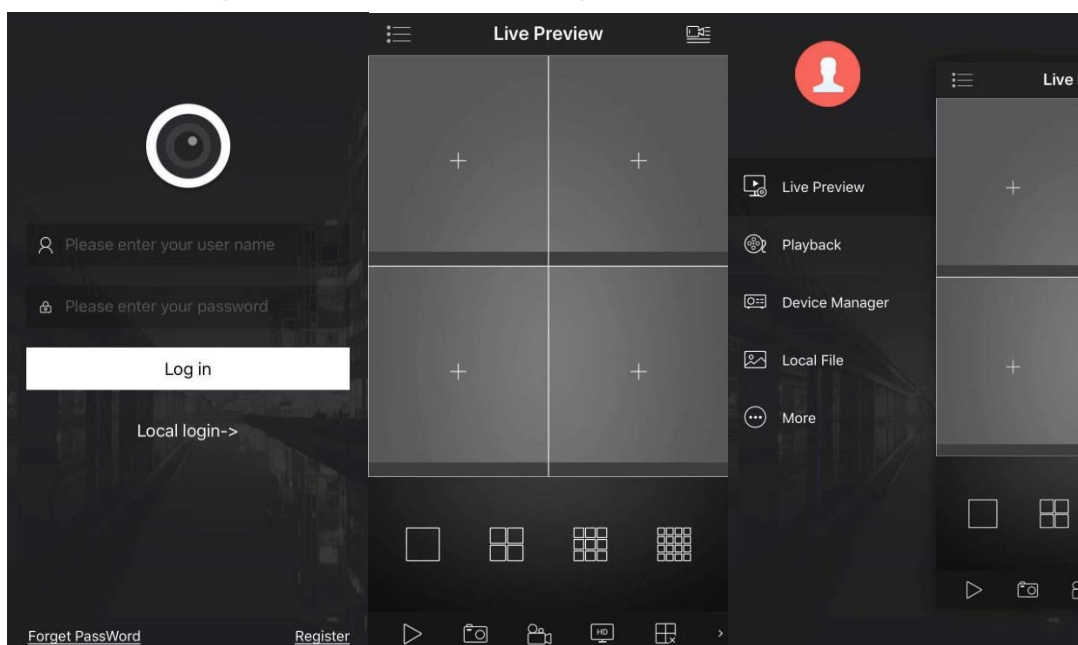 Please enter your user name
Please enter your password
Log in
Local login->
Forget PassWord
Register
Live Preview
HD
Live
Live Preview
Playback
Device Manager
Local File
More